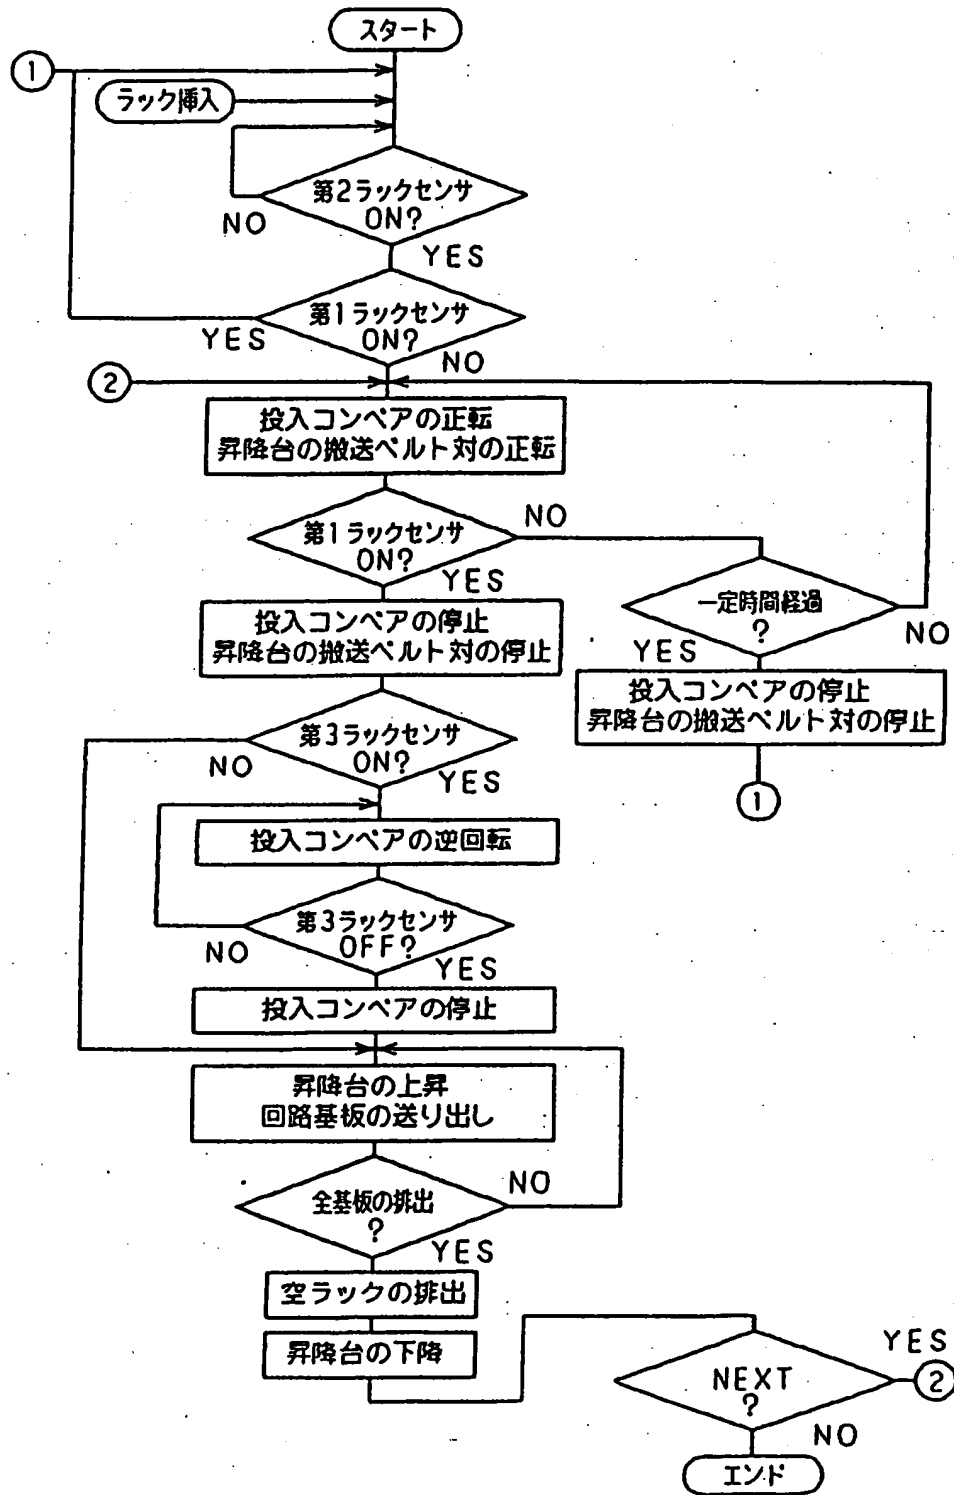 スタート
1
ラック挿入
第2ラックセンサ
ON?
NO
YES
第1ラックセンサ
ON?
YES
NO
2
投入コンベアの正転
昇降台の搬送ベルト対の正転
第1ラックセンサ
ON?
NO
YES
一定時間経過
?
YES
NO
投入コンベアの停止
昇降台の搬送ベルト対の停止
投入コンベアの停止
昇降台の搬送ベルト対の停止
1
第3ラックセンサ
ON?
NO
YES
投入コンベアの逆回転
第3ラックセンサ
OFF?
NO
YES
投入コンベアの停止
昇降台の上昇
回路基板の送り出し
全基板の排出
?
NO
YES
空ラックの排出
昇降台の下降
NEXT
?
YES
2
NO
エンド